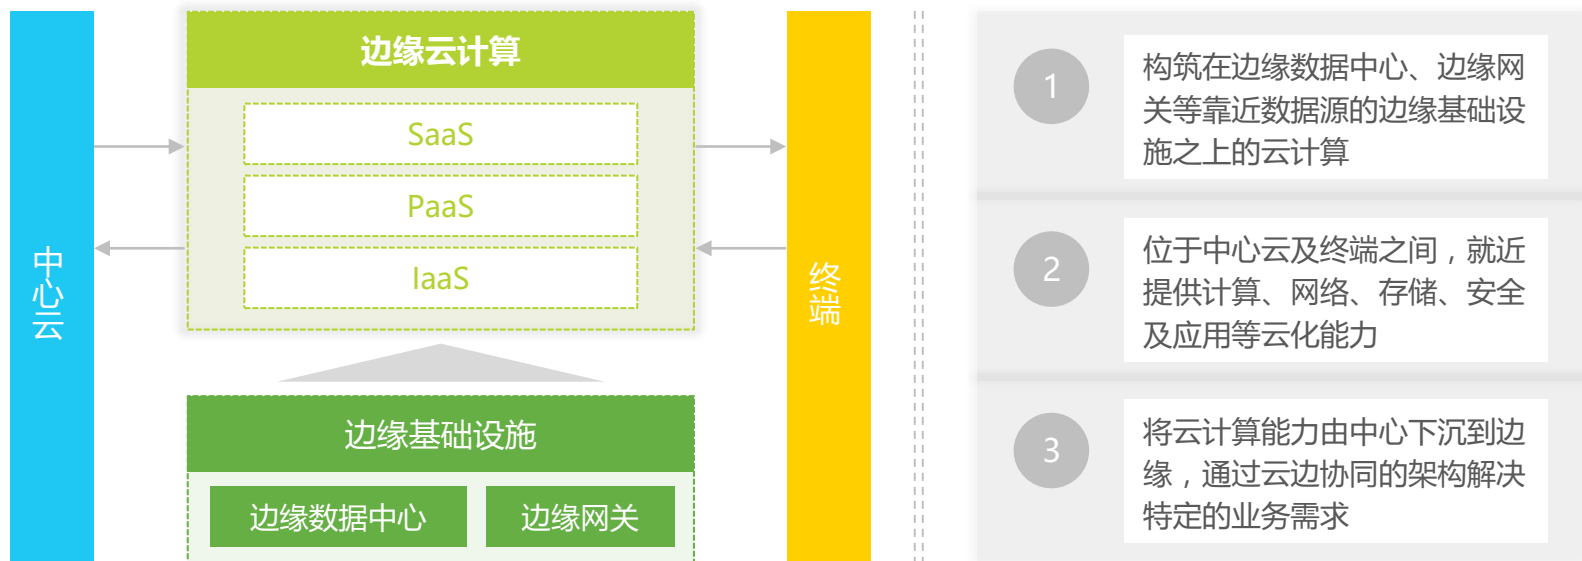 中心云
边缘云计算
SaaS
PaaS
IaaS
边缘基础设施
边缘数据中心
边缘网关
终端
1
构筑在边缘数据中心、边缘网
关等靠近数据源的边缘基础设
施之上的云计算
2
位于中心云及终端之间，就近
提供计算、网络、存储、安全
及应用等云化能力
3
将云计算能力由中心下沉到边
缘，通过云边协同的架构解决
特定的业务需求